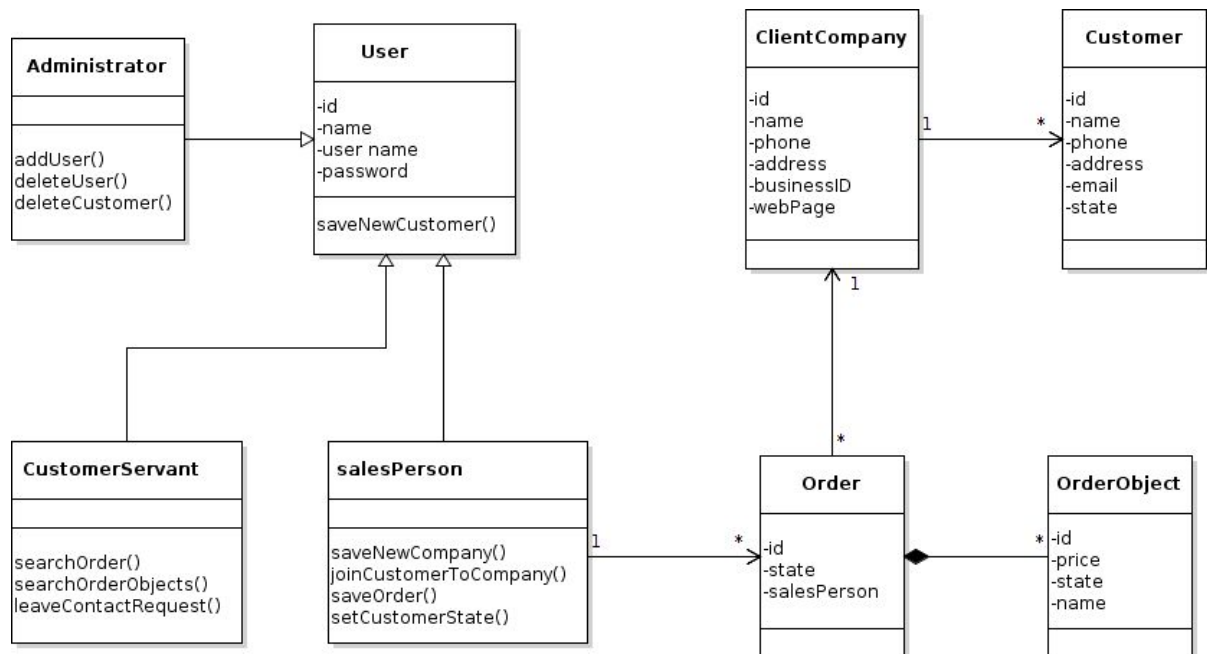 Administrator
addUser()
deleteUser()
deleteCustomer()
User
-id
-name
-user name
-password
saveNewCustomer()
ClientCompany
-id
-name
-phone
-address
-businessID
-webPage
1
*
Customer
-id
-name
-phone
-address
-email
-state
1
*
CustomerServant
searchOrder()
searchOrderObjects()
leaveContactRequest()
salesPerson
saveNewCompany()
joinCustomerToCompany()
saveOrder()
setCustomerState()
1
*
Order
-id
-state
-salesPerson
*
OrderObject
-id
-price
-state
-name